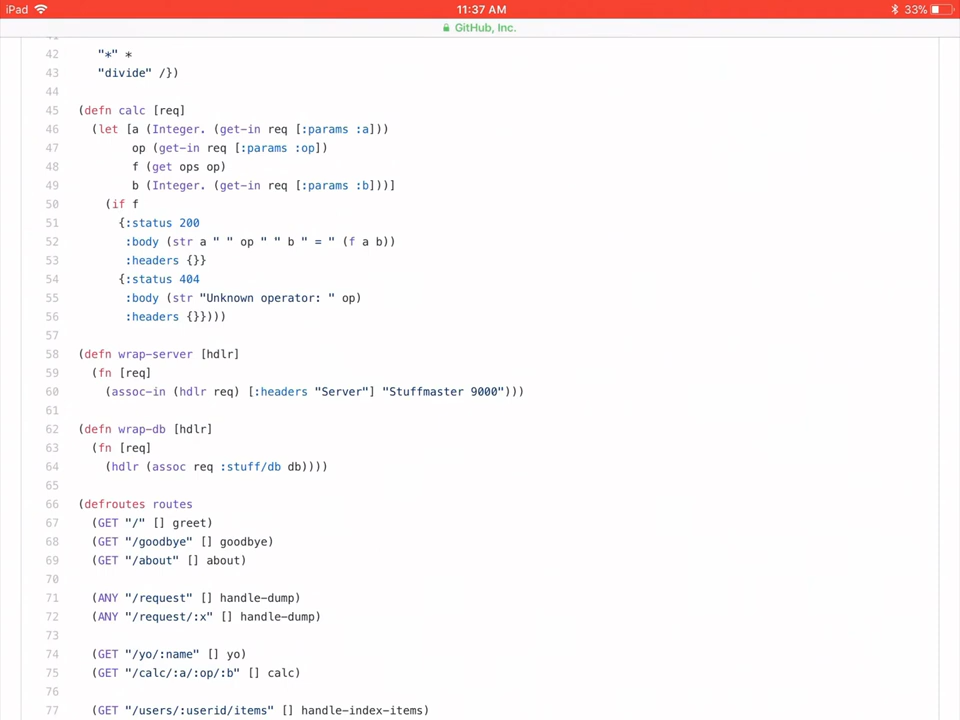 iPad 11:37 AM 33%
GitHub, Inc.
42 "*" *
43 "divide" /})
44
45 (defn calc [req]
46 (let [a (Integer. (get-in req [:params :a]))
47 op (get-in req [:params :op])
48 f (get ops op)
49 b (Integer. (get-in req [:params :b]))]
50 (if f
51 {:status 200
52 :body (str a " " op " " b " = " (f a b))
53 :headers {}}
54 {:status 404
55 :body (str "Unknown operator: " op)
56 :headers {}})))
57
58 (defn wrap-server [hdlr]
59 (fn [req]
60 (assoc-in (hdlr req) [:headers "Server"] "Stuffmaster 9000")))
61
62 (defn wrap-db [hdlr]
63 (fn [req]
64 (hdlr (assoc req :stuff/db db))))
65
66 (defroutes routes
67 (GET "/" [] greet)
68 (GET "/goodbye" [] goodbye)
69 (GET "/about" [] about)
70
71 (ANY "/request" [] handle-dump)
72 (ANY "/request/:x" [] handle-dump)
73
74 (GET "/yo/:name" [] yo)
75 (GET "/calc/:a/:op/:b" [] calc)
76
77 (GET "/users/:userid/items" [] handle-index-items)